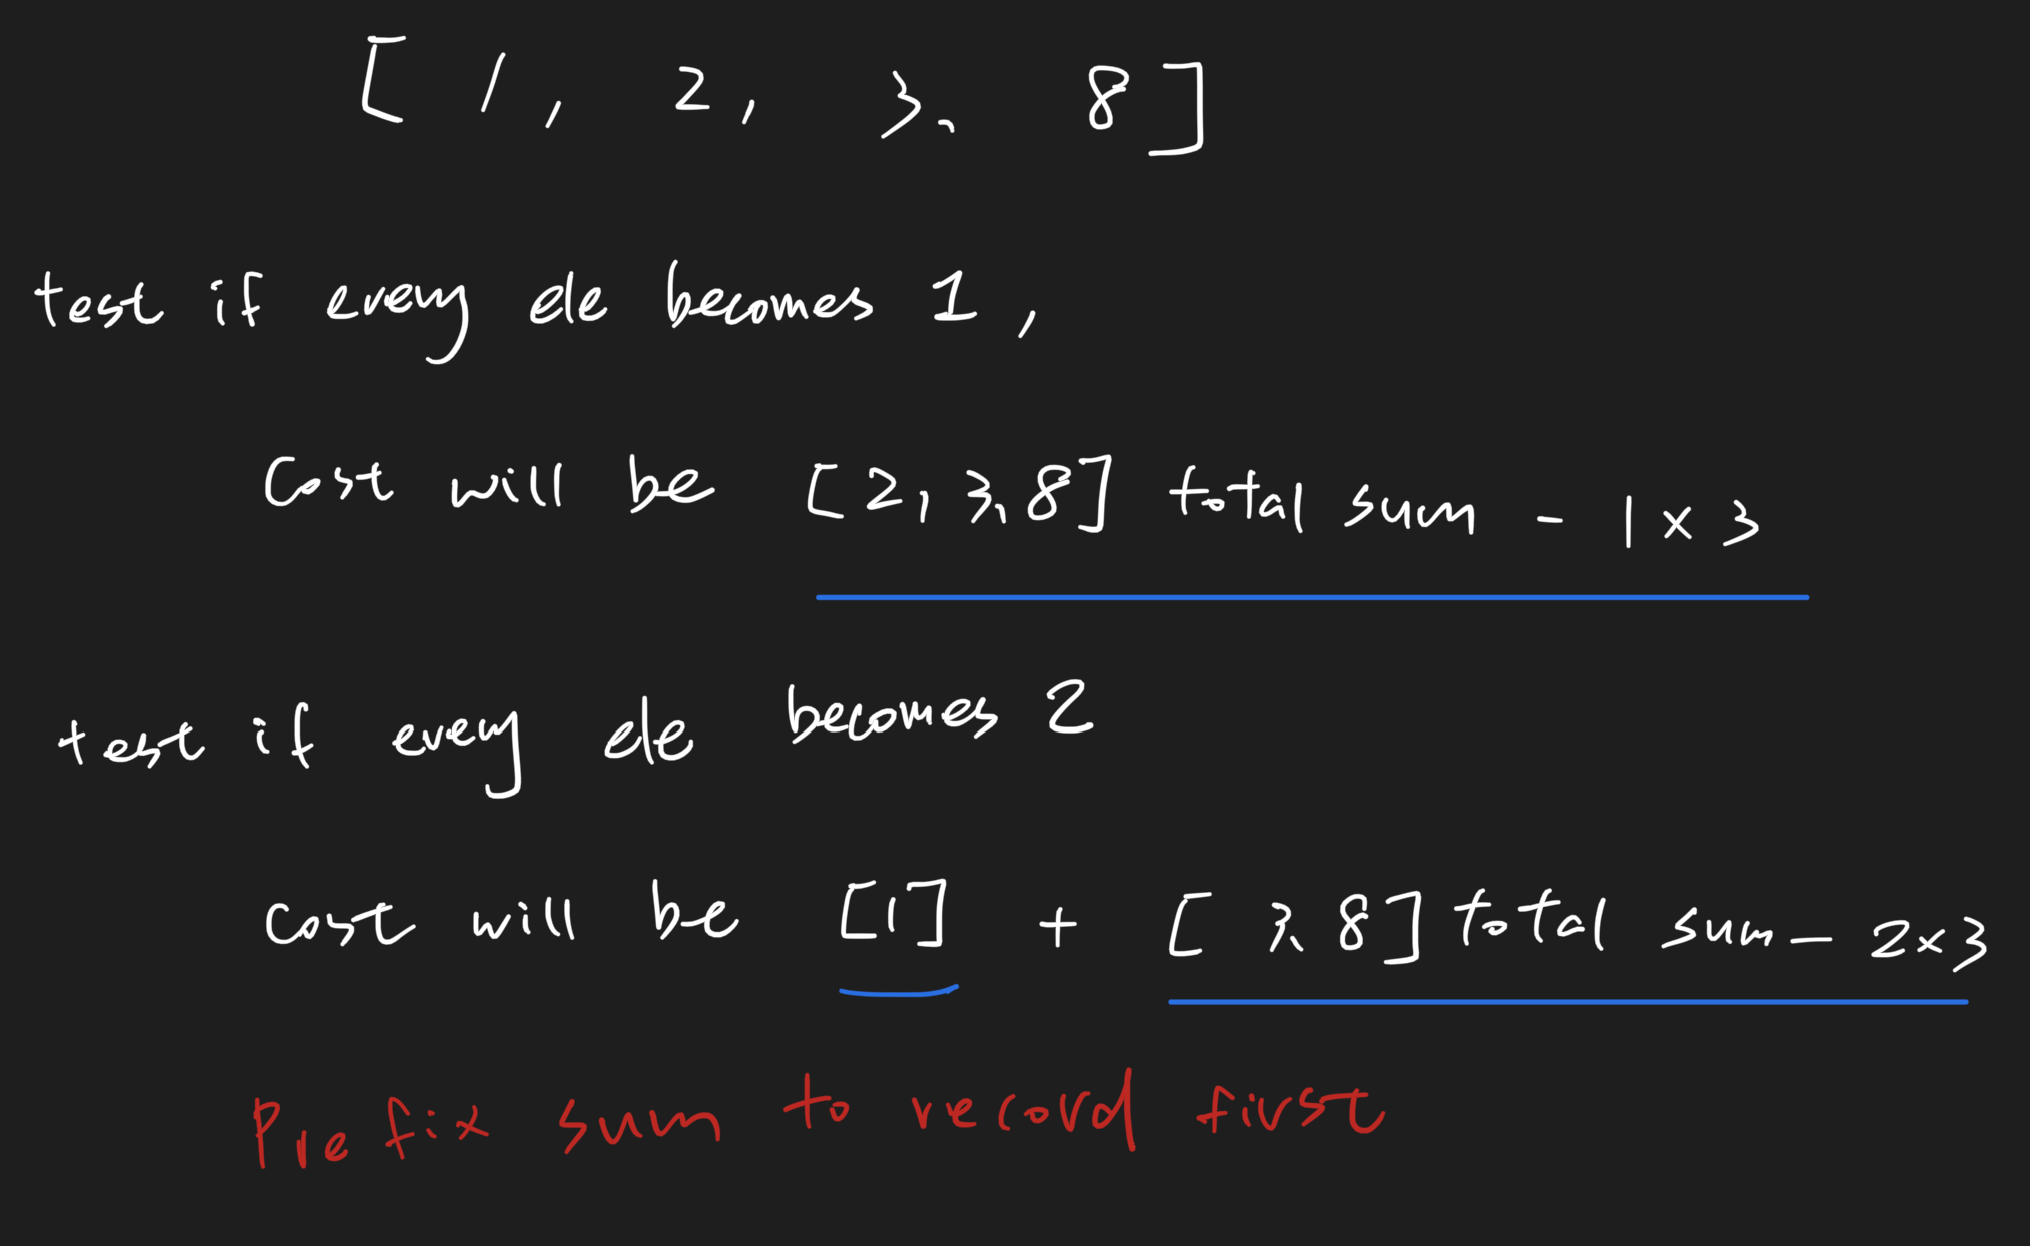 [ 1, 2, 3、 8 ]
test if every ele becomes 1,
Cost will be [2, 3、8] total sum - 1 × 3
test if every ele becomes 2
cost will be [1] + [ 3、8] total sum - 2×3
Prefix sum to record first